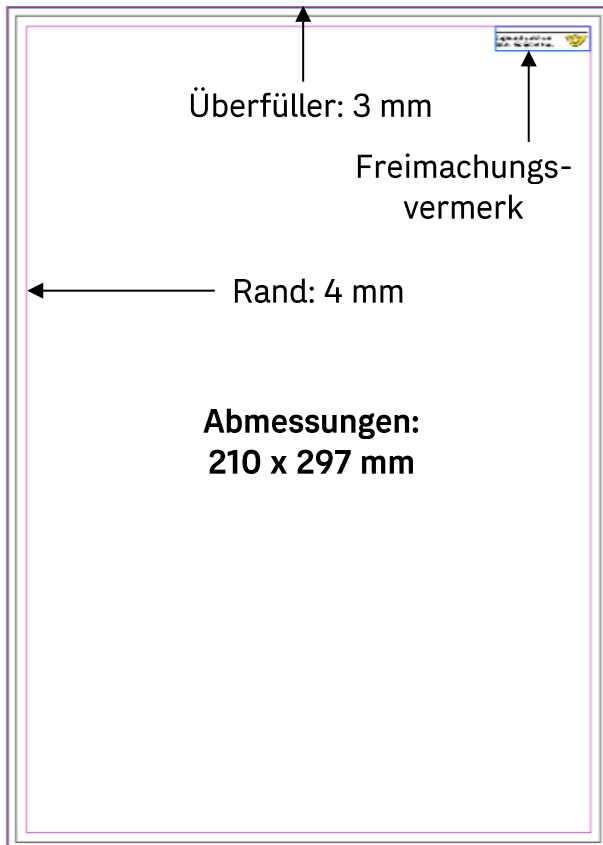 Überfüller: 3 mm
Freimachungs-
vermerk
Rand: 4 mm
Abmessungen:
210 x 297 mm